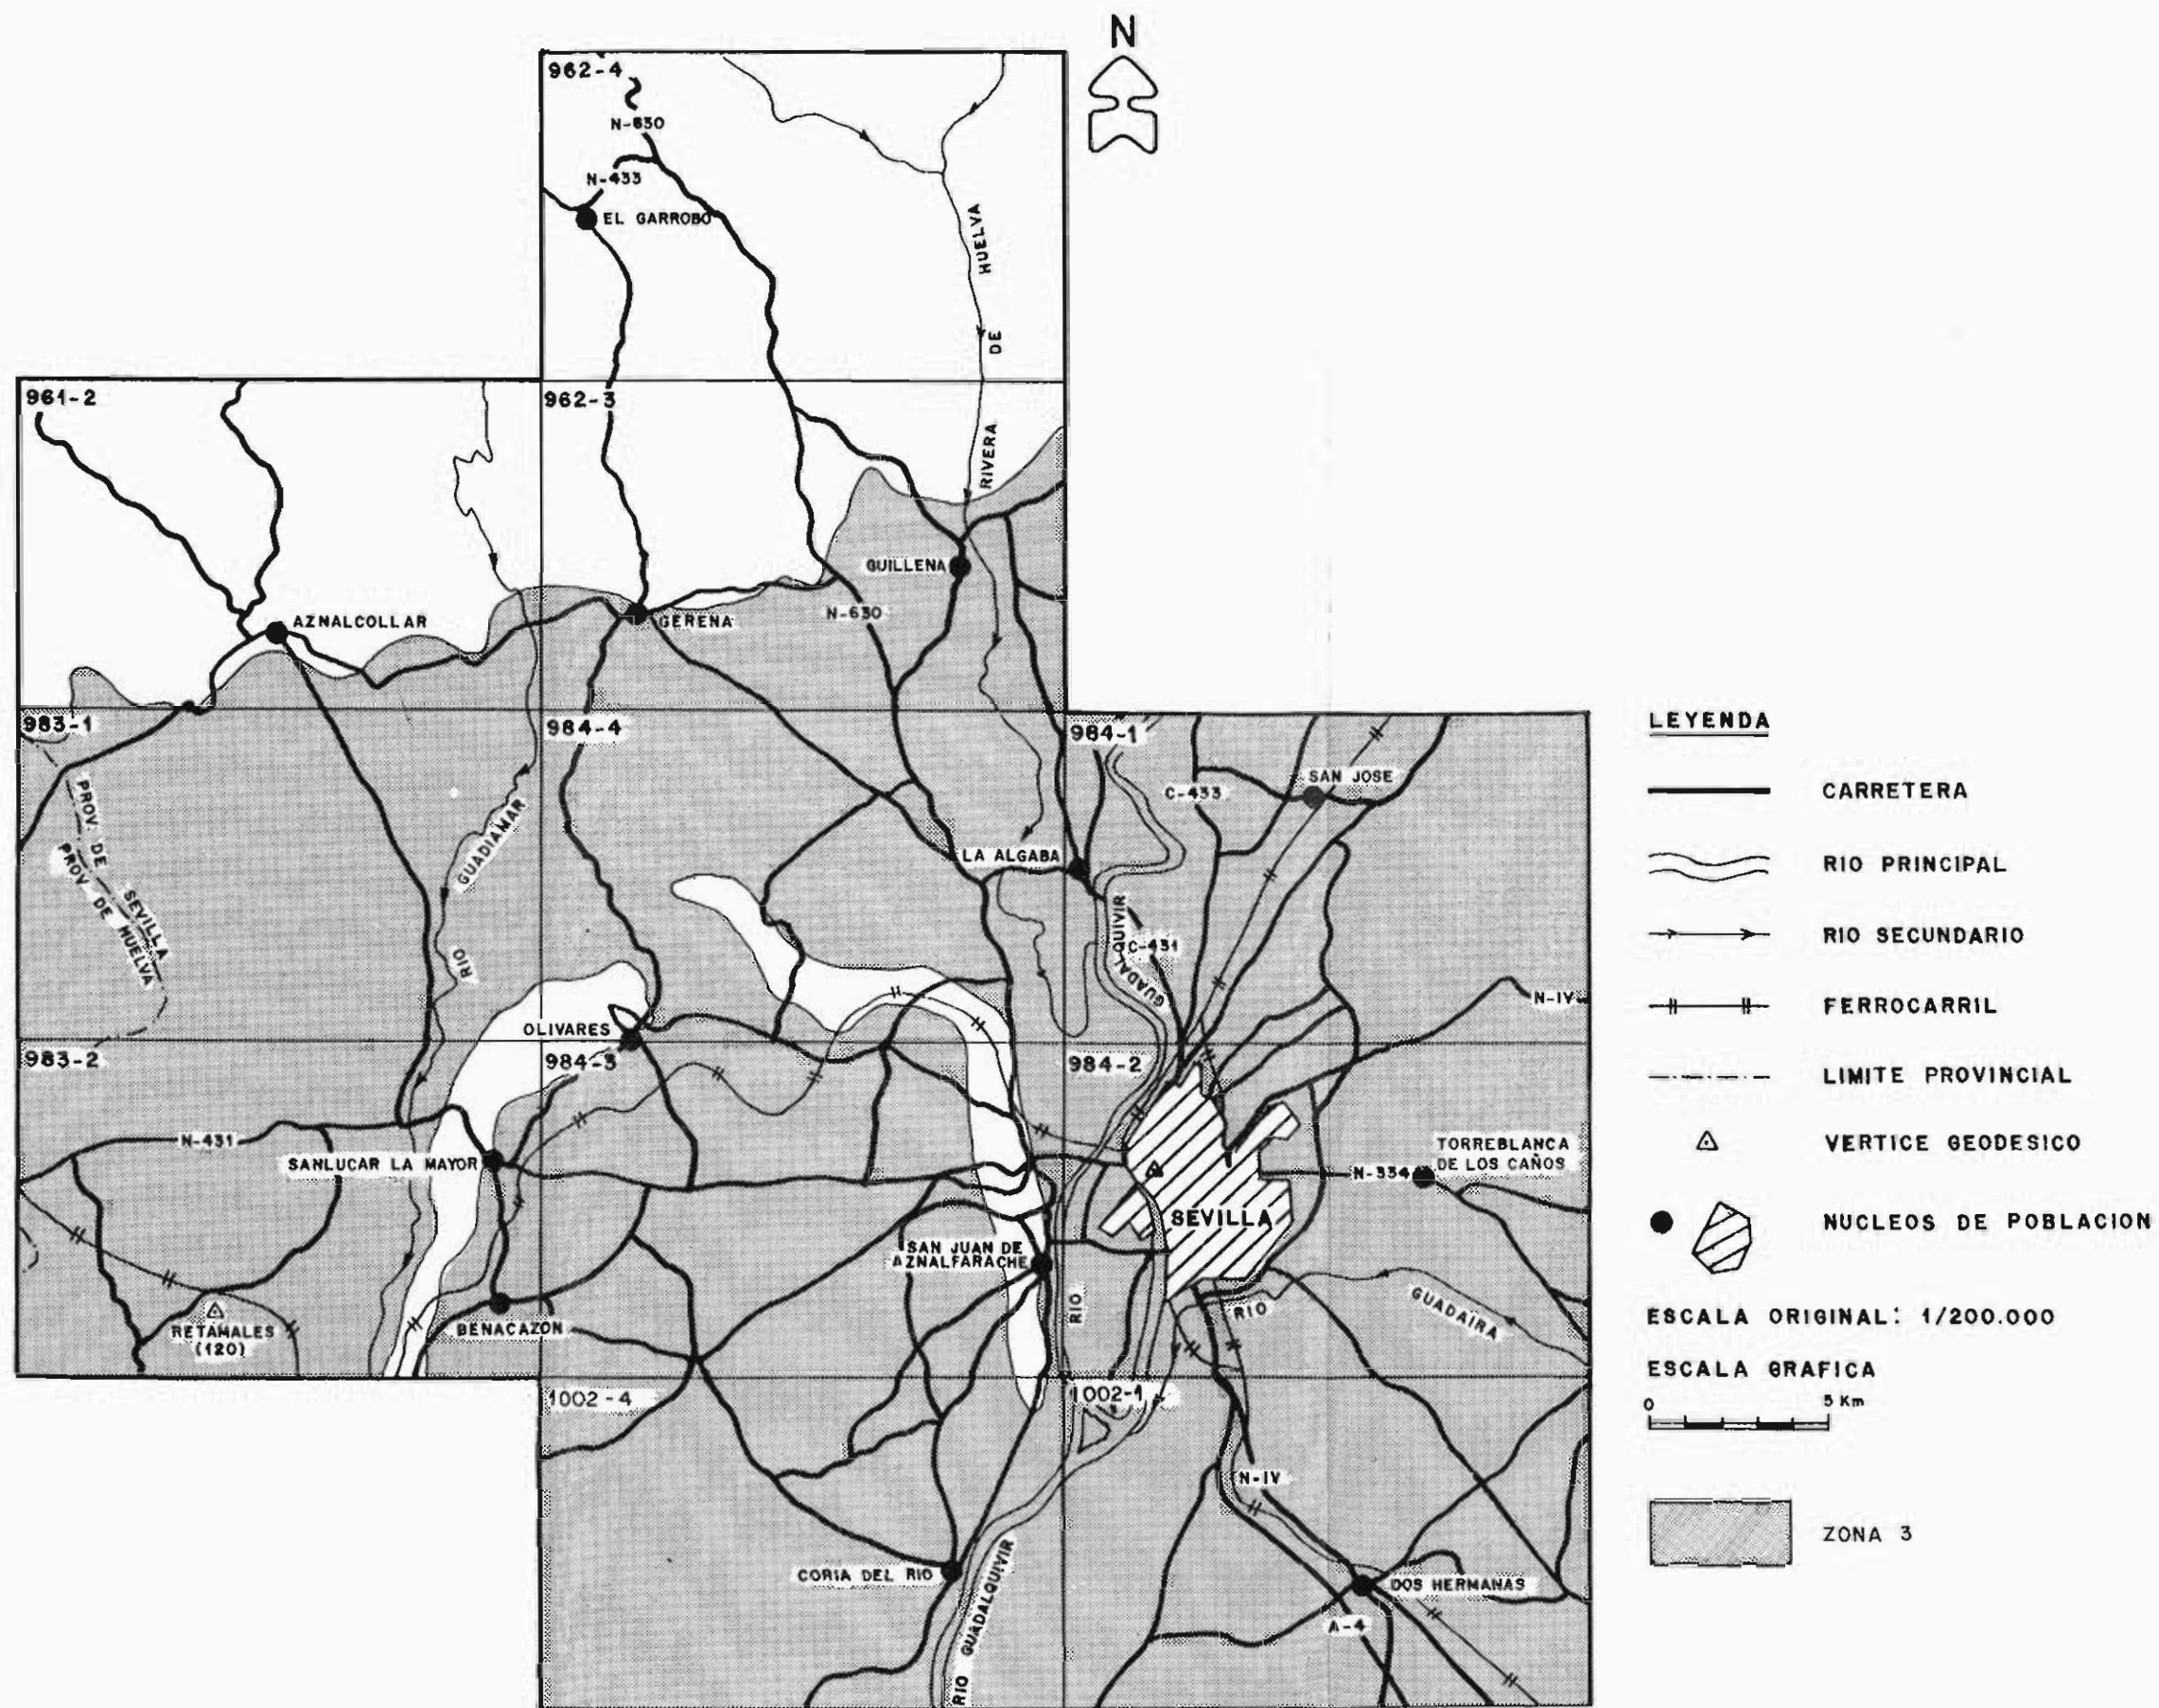 N
962-4
N-630
N-433
EL GARROBO
HUELVA
DE
RIVERA
961-2
962-3
AZNALCOLLAR
GERENA
GUILLENA
N-630
983-1
984-4
984-1
SAN JOSE
C-433
PROV. DE SEVILLA
PROV. DE HUELVA
GUADIAMAR
RIO
LA ALGABA
GUADALQUIVIR
C-431
N-IV
OLIVARES
983-2
984-3
984-2
N-431
SANLUCAR LA MAYOR
TORREBLANCA
DE LOS CAÑOS
N-334
SEVILLA
SAN JUAN DE
AZNALFARACHE
RIO
RIO
GUADAIRA
RETAMALES
(120)
BENACAZON
1002-4
1002-1
N-IV
CORIA DEL RIO
RIO GUADALQUIVIR
DOS HERMANAS
A-4
LEYENDA
CARRETERA
RIO PRINCIPAL
RIO SECUNDARIO
FERROCARRIL
LIMITE PROVINCIAL
VERTICE GEODESICO
NUCLEOS DE POBLACION
ESCALA ORIGINAL: 1/200.000
ESCALA GRAFICA
0 5 Km
ZONA 3